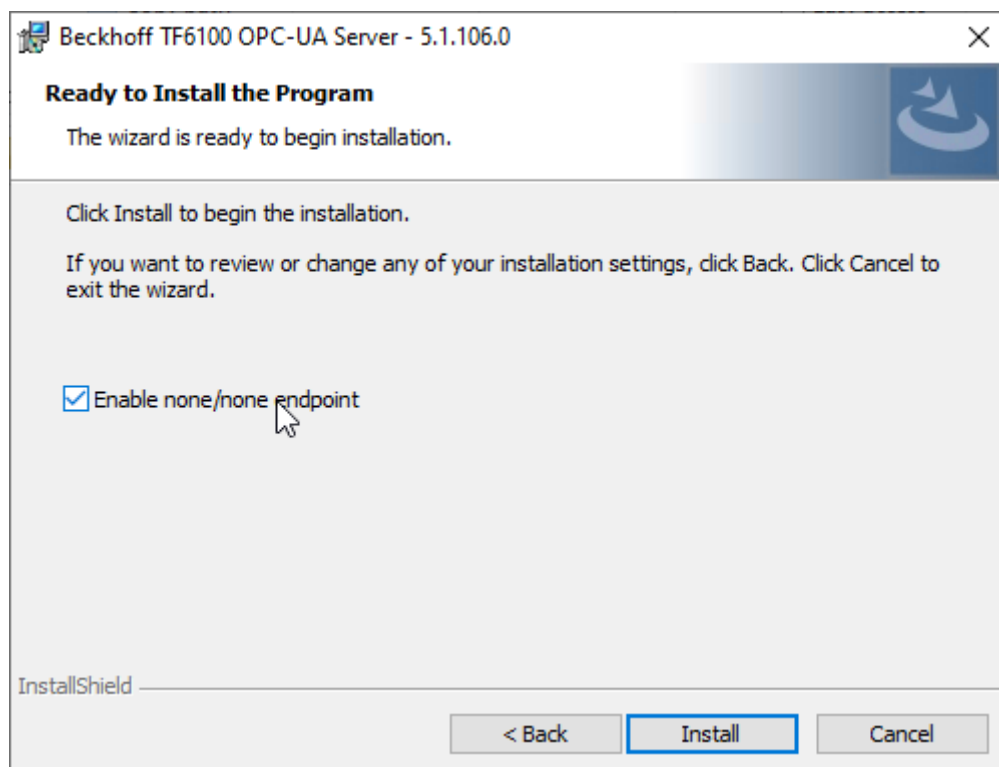 Beckhoff TF6100 OPC-UA Server - 5.1.106.0
Ready to Install the Program
The wizard is ready to begin installation.
Click Install to begin the installation.
If you want to review or change any of your installation settings, click Back. Click Cancel to
exit the wizard.
Enable none/none endpoint
InstallShield
< Back
Install
Cancel